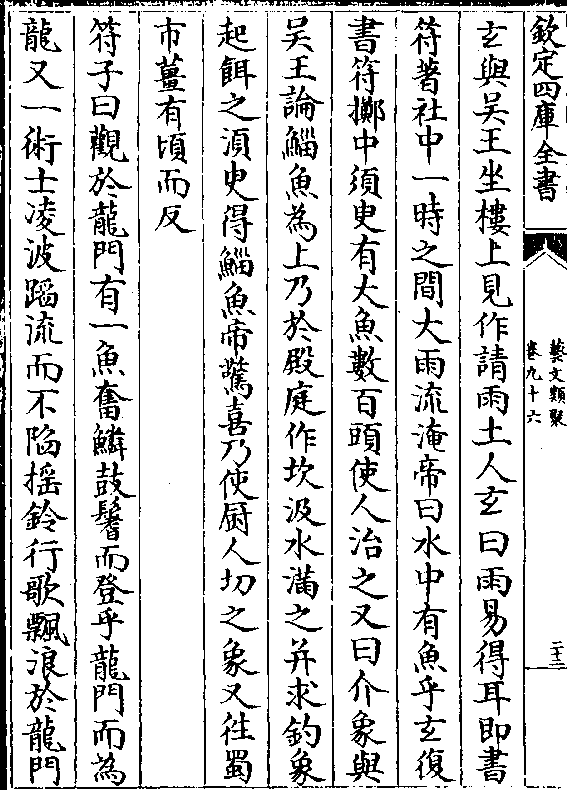 欽定四庫全書
藝文類聚
卷九十六
二十三
玄與吳王坐樓上見作請雨土人玄曰雨易得耳即書
符著社中一時之間大雨流淹帝曰水中有魚乎玄復
書符擲中須臾有大魚數百頭使人治之又曰介象與
吳王論鯔魚為上乃於殿庭作坎汲水滿之并求釣象
起餌之湏臾得鯔魚帝驚喜乃使厨人切之象又往蜀
市薑有頃而反
符子曰觀於龍門有一魚奮鱗鼓鬐而登乎龍門而為
龍又一術士凌波蹈流而不陷揺鈴行歌飄浪於龍門